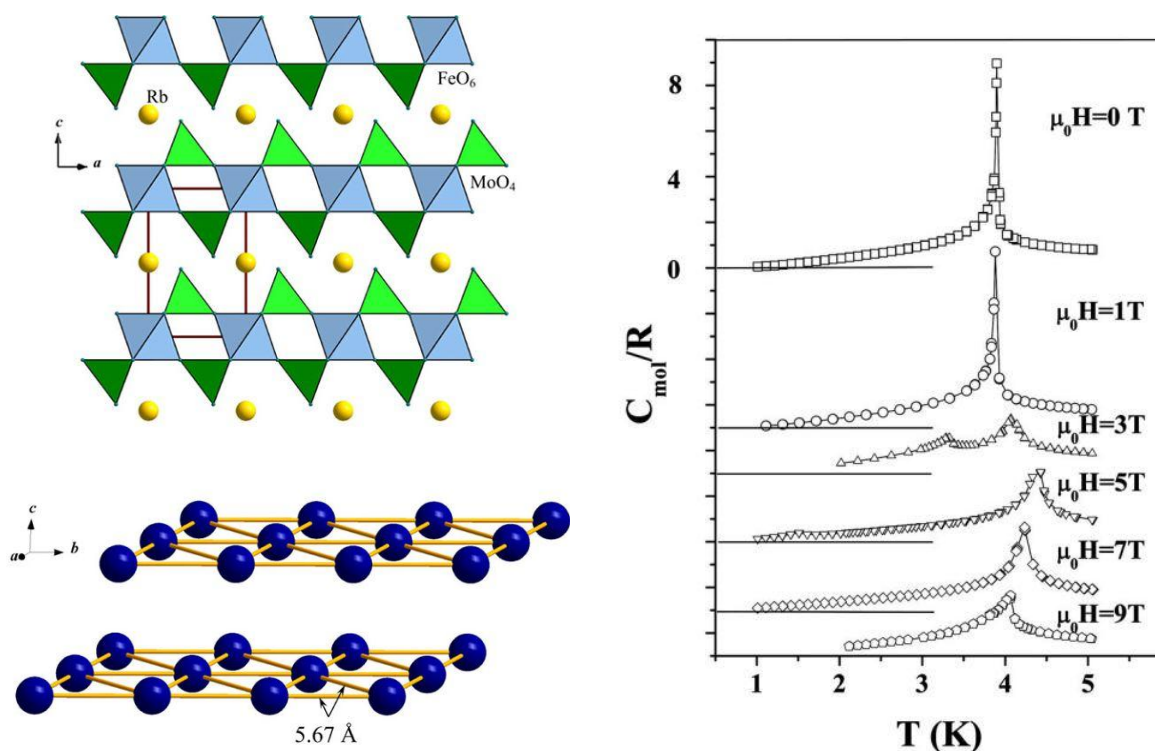 FeO₆
Rb
c
a
MoO₄
c
a
b
5.67 Å
C_mol/R
8
4
0
μ₀H=0 T
μ₀H=1T
μ₀H=3T
μ₀H=5T
μ₀H=7T
μ₀H=9T
1 2 3 4 5
T (K)